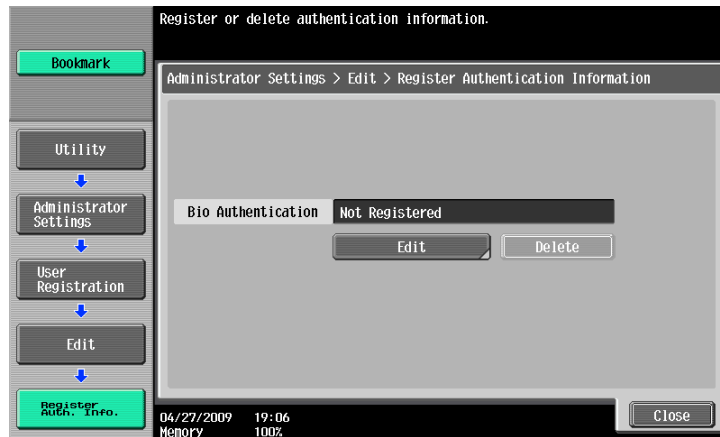 Register or delete authentication information.
Bookmark
Administrator Settings > Edit > Register Authentication Information
Utility
Administrator
Settings
User
Registration
Edit
Register
Auth. Info.
Bio Authentication Not Registered
Edit Delete
04/27/2009 19:06
Memory 100%
Close